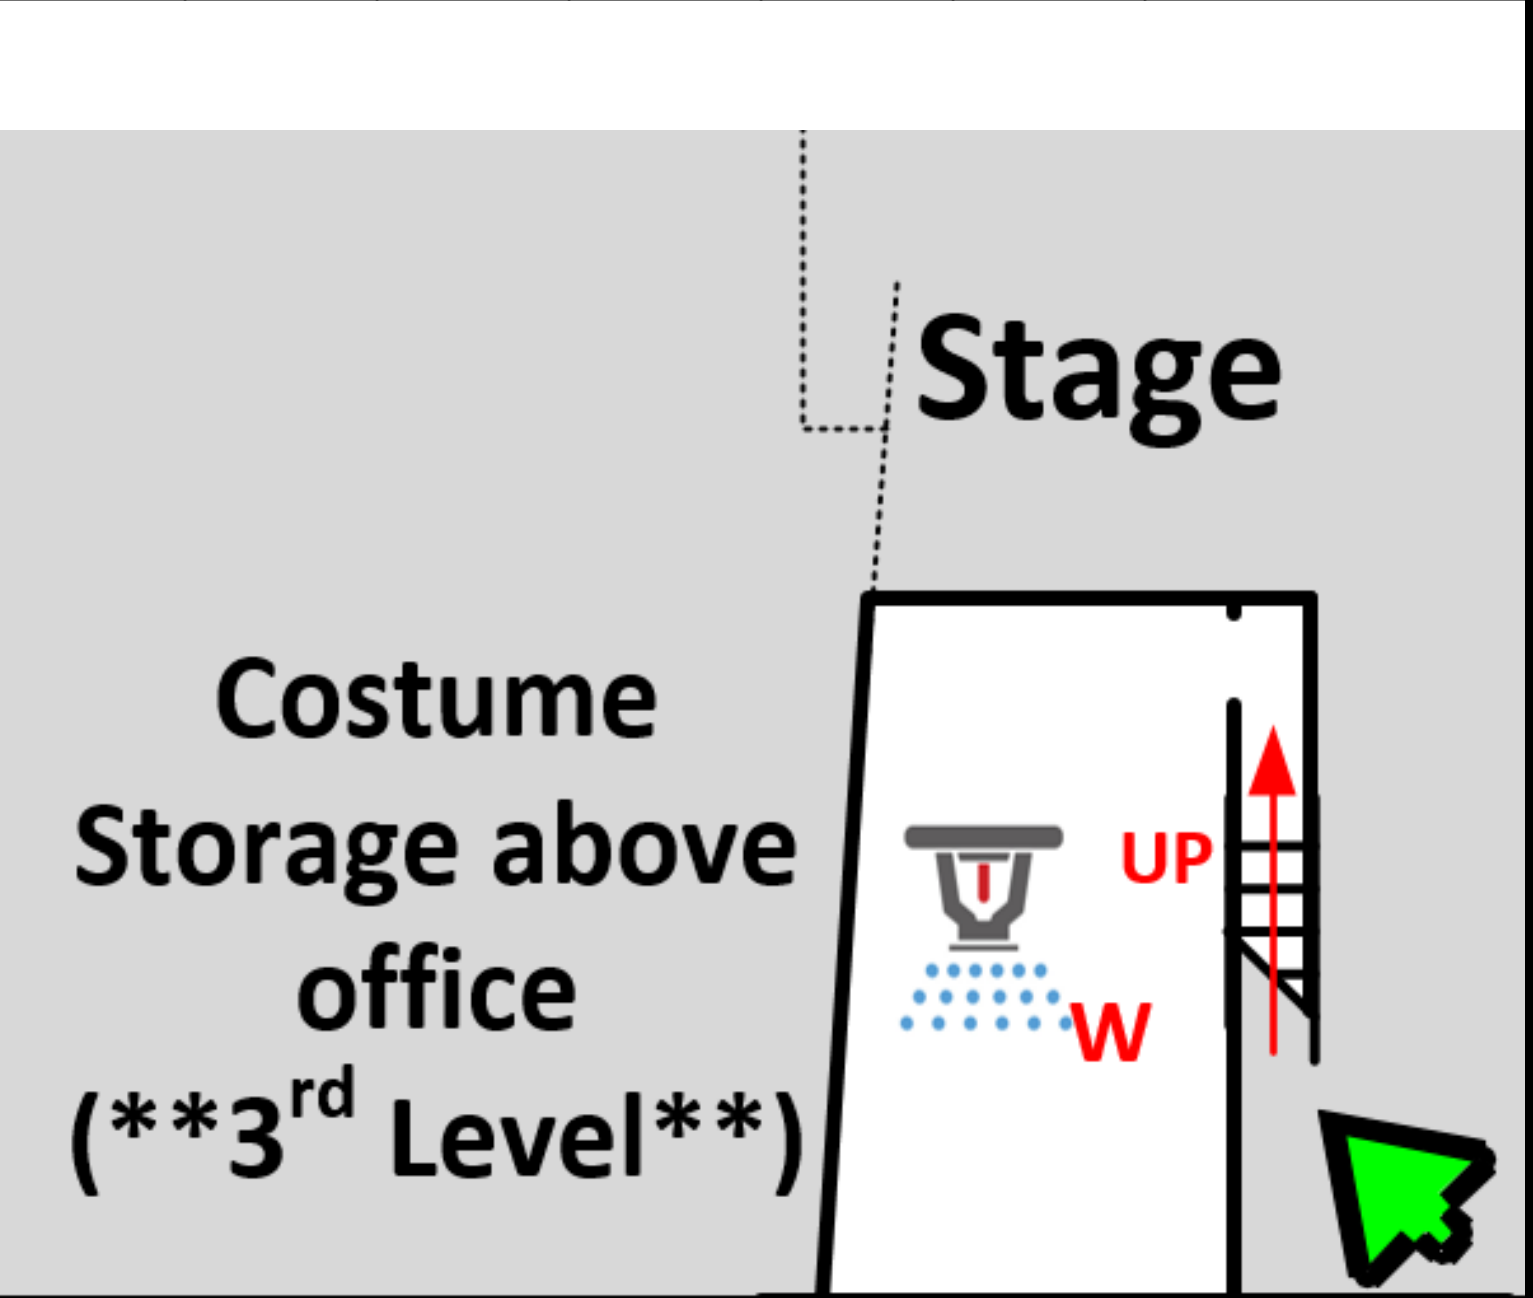 Stage
Costume
Storage above
office
(**3rd Level**)
UP
W